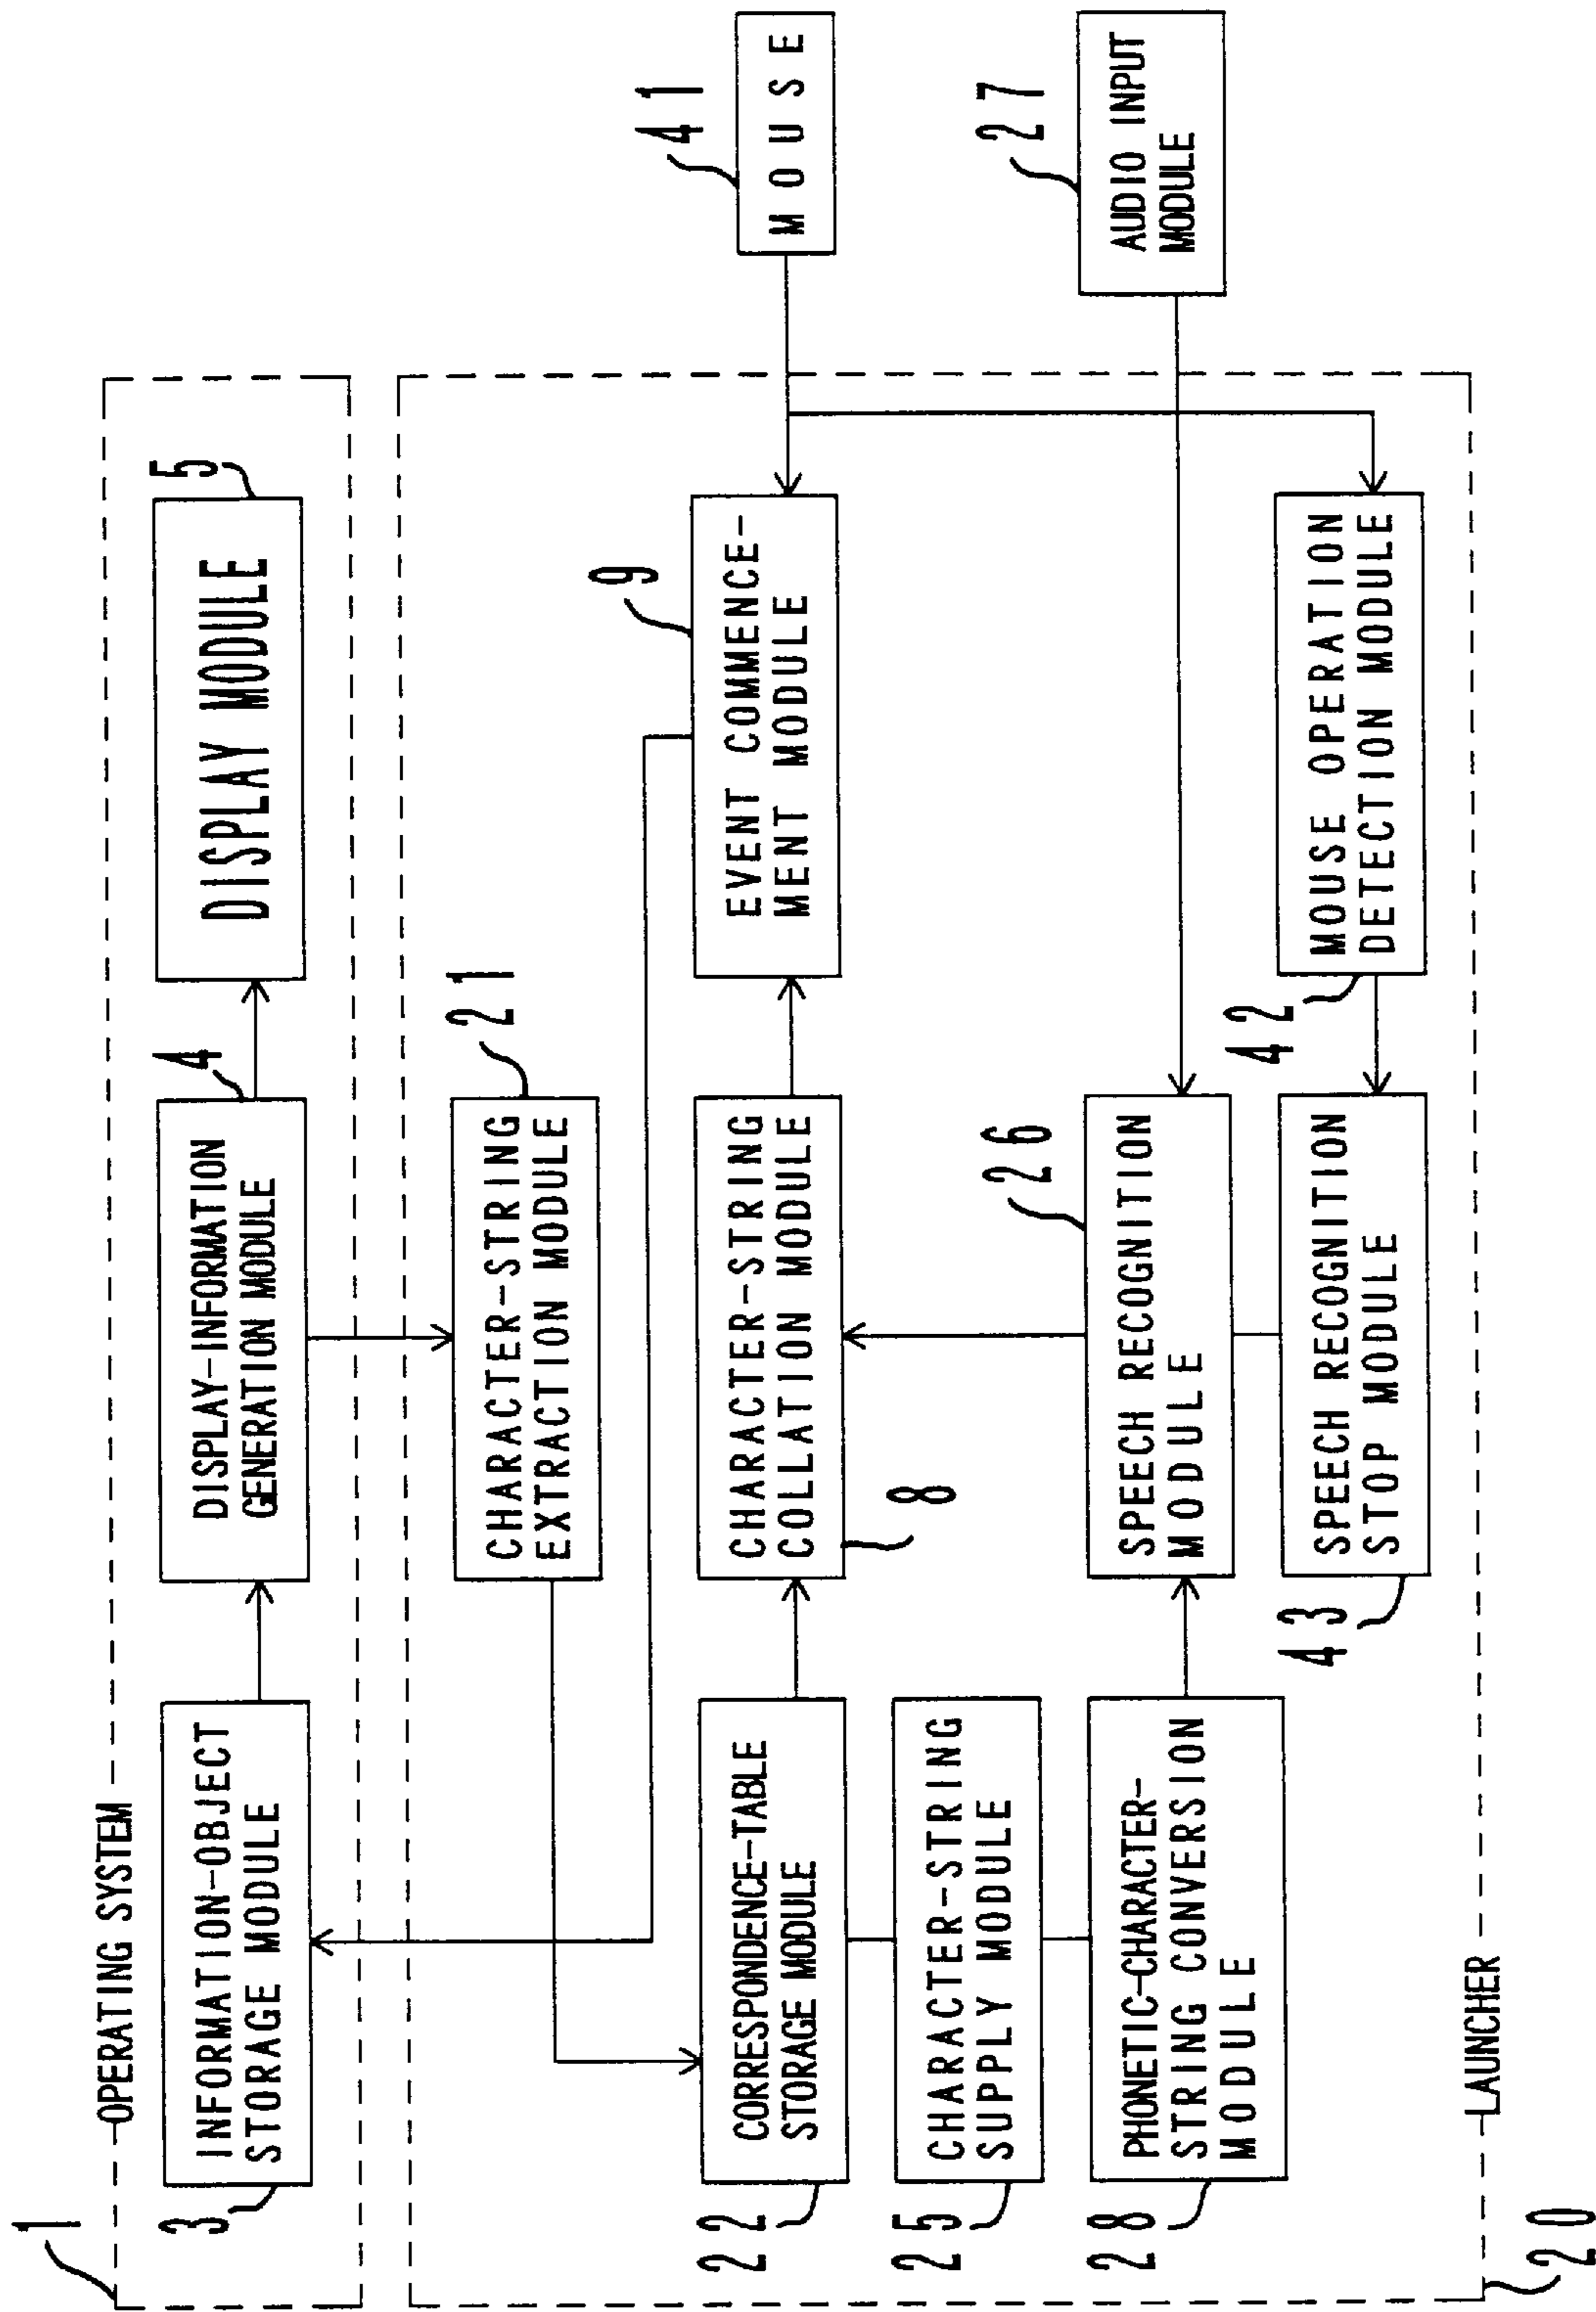 1
OPERATING SYSTEM
3
INFORMATION-OBJECT
STORAGE MODULE
4
DISPLAY-INFORMATION
GENERATION MODULE
5
DISPLAY MODULE
21
CHARACTER-STRING
EXTRACTION MODULE
22
CORRESPONDENCE-TABLE
STORAGE MODULE
8
CHARACTER-STRING
COLLATION MODULE
9
EVENT COMMENCE-
MENT MODULE
41
MOUSE
25
CHARACTER-STRING
SUPPLY MODULE
28
PHONETIC-CHARACTER-
STRING CONVERSION
MODULE
26
SPEECH RECOGNITION
MODULE
27
AUDIO INPUT
MODULE
43
SPEECH RECOGNITION
STOP MODULE
42
MOUSE OPERATION
DETECTION MODULE
LAUNCHER
20